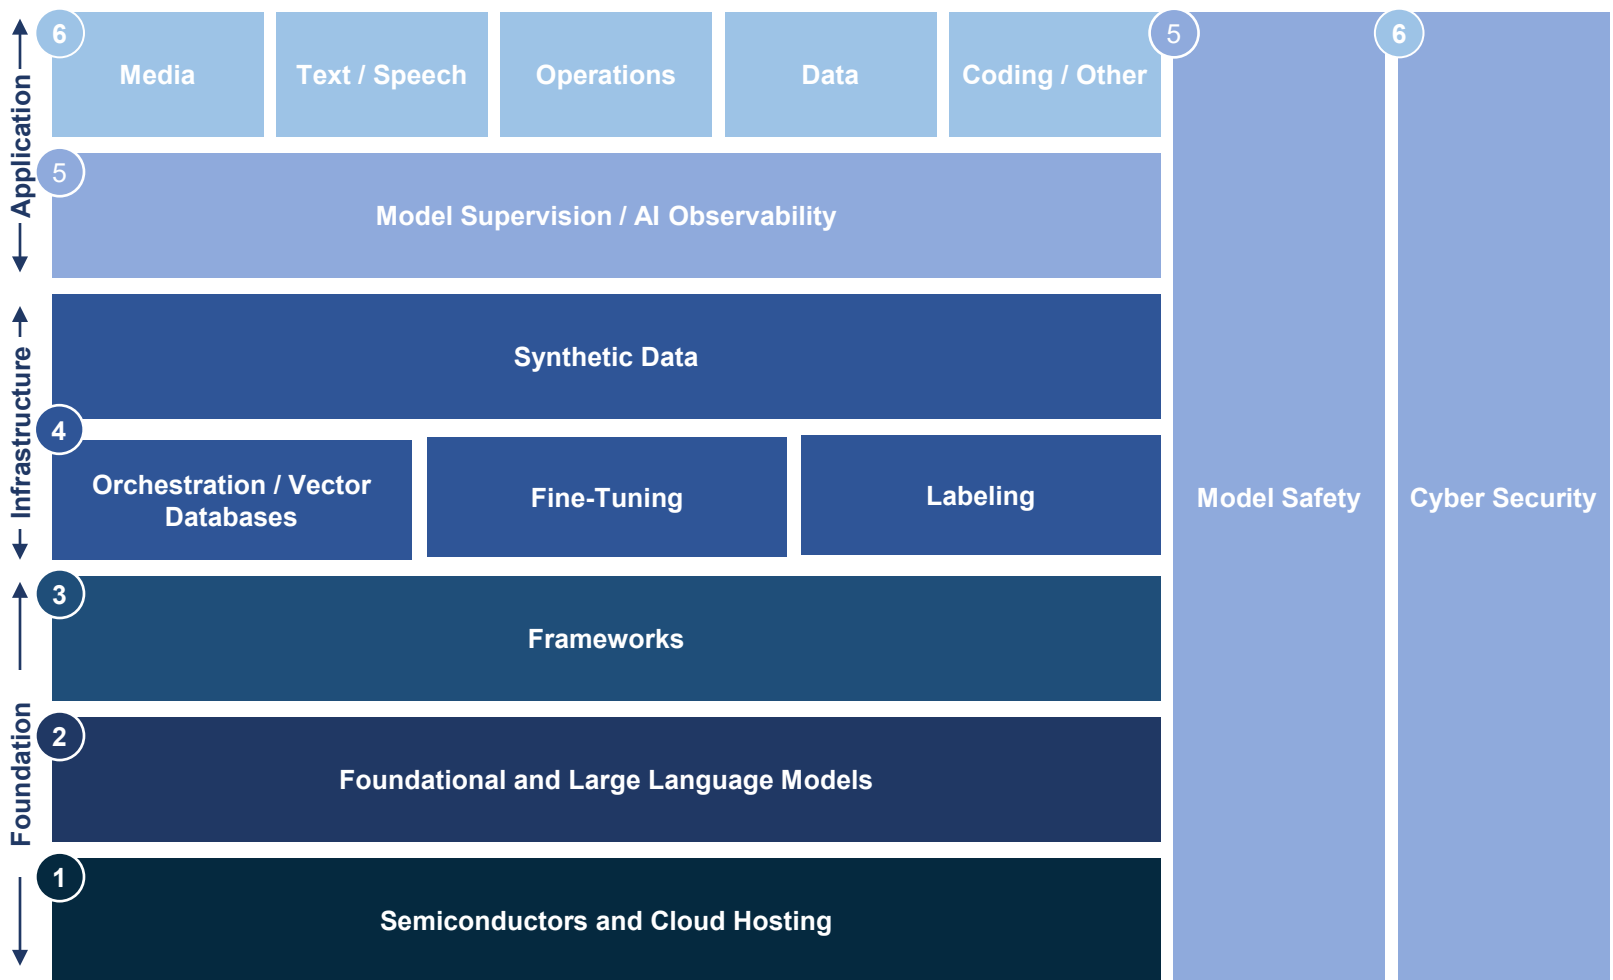 Application
6
Media
Text / Speech
Operations
Data
Coding / Other
5
6
5
Model Supervision / AI Observability
Infrastructure
Synthetic Data
4
Orchestration / Vector
Databases
Fine-Tuning
Labeling
Model Safety
Cyber Security
Foundation
3
Frameworks
2
Foundational and Large Language Models
1
Semiconductors and Cloud Hosting